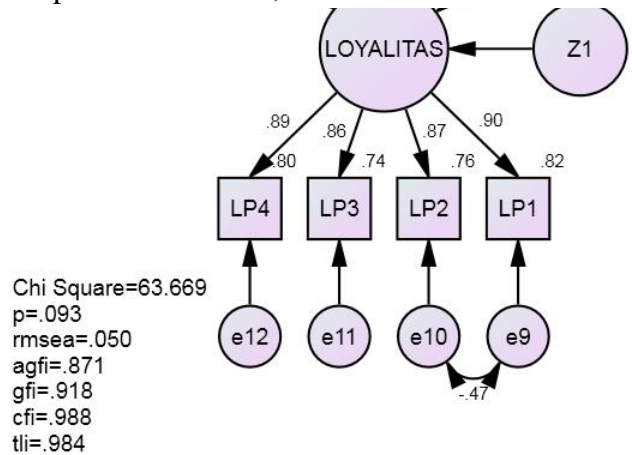 LOYALITAS
Z1
.89
.86
.87
.90
.80
.74
.76
.82
LP4
LP3
LP2
LP1
Chi Square=63.669
p=.093
rmsea=.050
agfi=.871
gfi=.918
cfi=.988
tli=.984
e12
e11
e10
e9
-.47